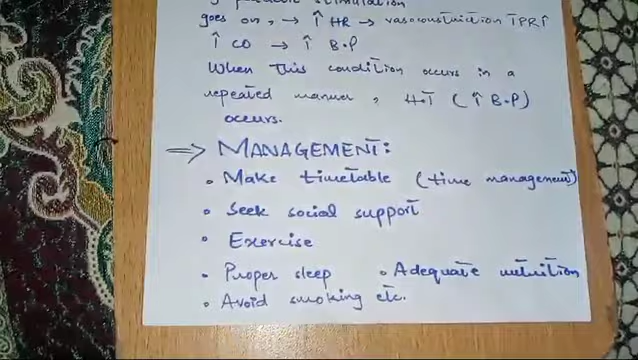 stimulation
goes on, → ↑ HR → vasoconstriction ↑PR↑
↑ CO → ↑ B.P
When this condition occurs in a
repeated manner, H.T (↑ B.P)
occurs.
⇒ MANAGEMENT:
• Make timetable (time management)
• Seek social support
• Exercise
• Proper sleep • Adequate nutrition
• Avoid smoking etc.